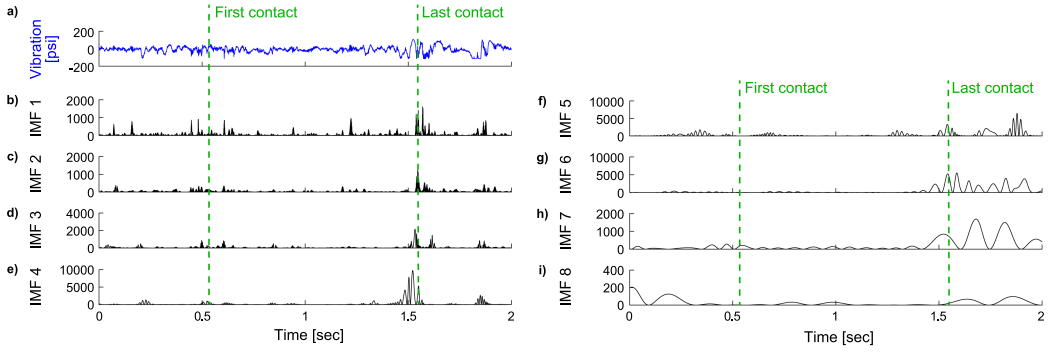 a)
First contact
Last contact
Vibration
[psi]
200
0
-200
b)
IMF 1
2000
1000
0
c)
IMF 2
2000
1000
0
d)
IMF 3
4000
2000
0
e)
IMF 4
10000
5000
0
0
0.5
1
1.5
2
Time [sec]
First contact
Last contact
f)
IMF 5
10000
5000
0
g)
IMF 6
10000
5000
0
h)
IMF 7
2000
1000
0
i)
IMF 8
400
200
0
0
0.5
1
1.5
2
Time [sec]